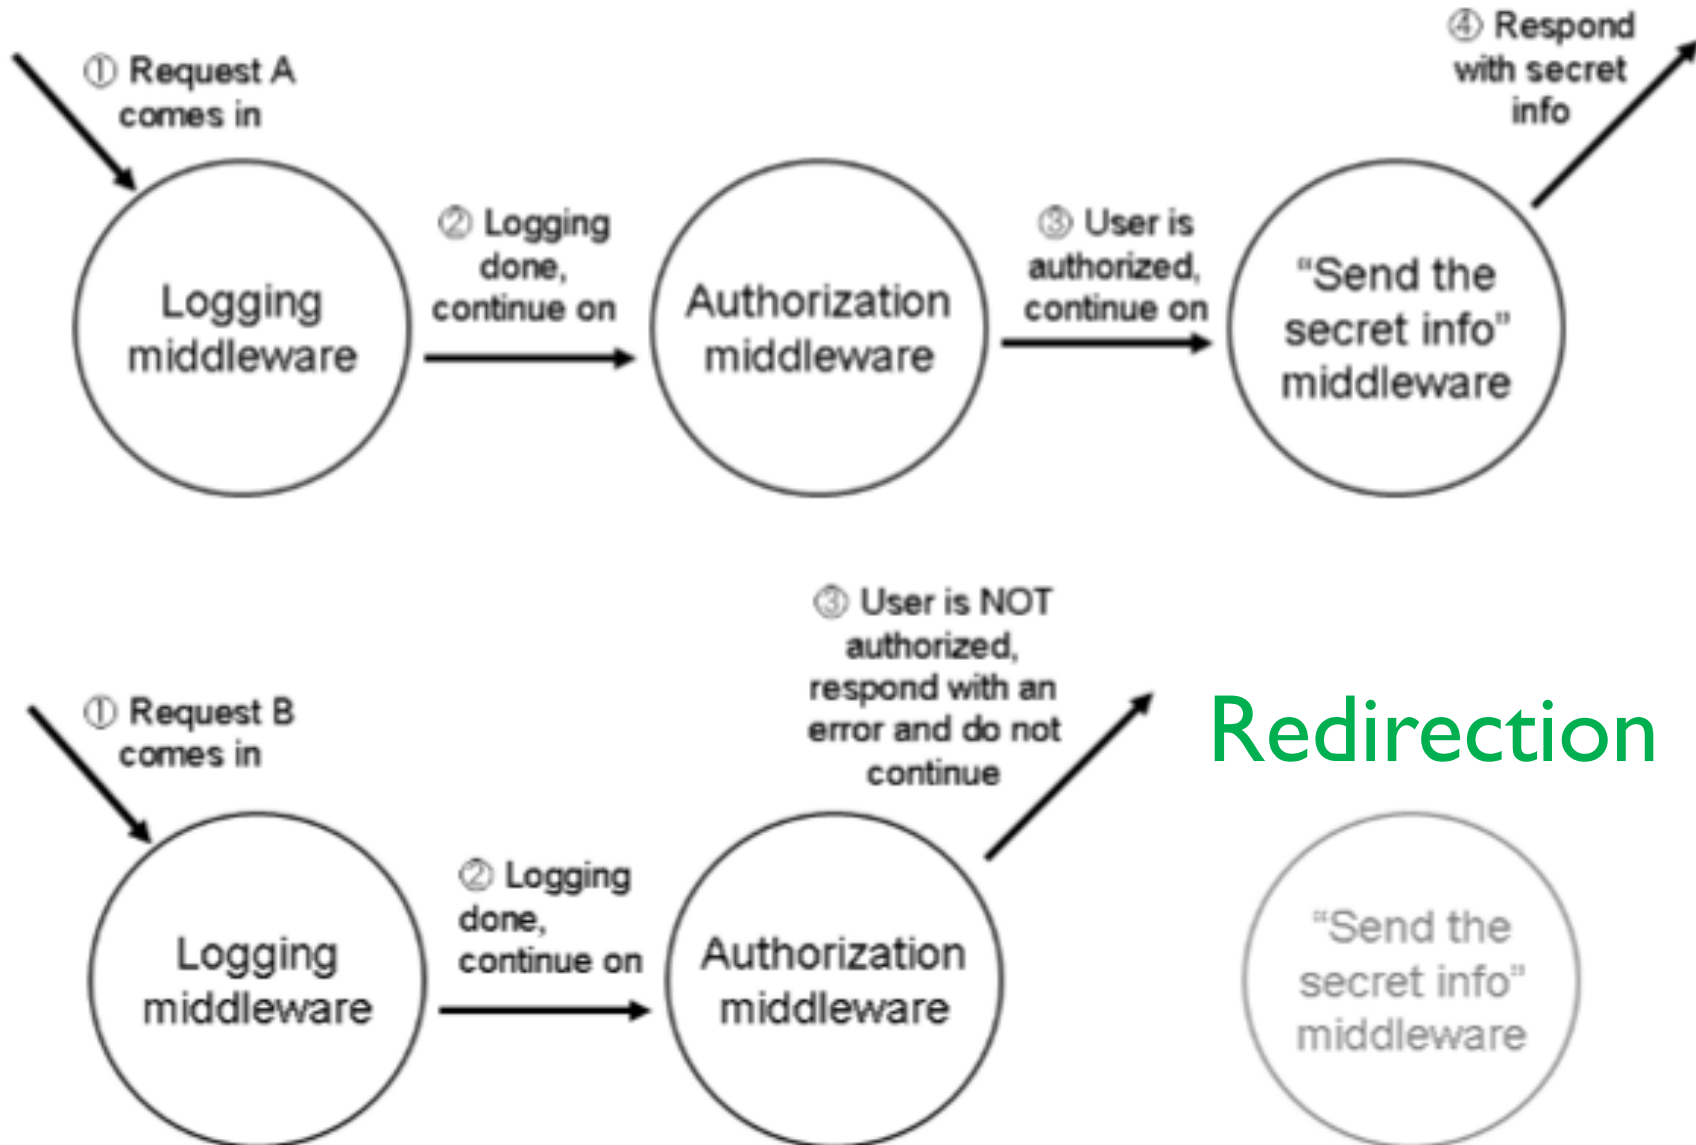 ① Request A
comes in
Logging
middleware
② Logging
done,
continue on
Authorization
middleware
③ User is
authorized,
continue on
“Send the
secret info”
middleware
④ Respond
with secret
info
① Request B
comes in
Logging
middleware
② Logging
done,
continue on
Authorization
middleware
③ User is NOT
authorized,
respond with an
error and do not
continue
Redirection
“Send the
secret info”
middleware